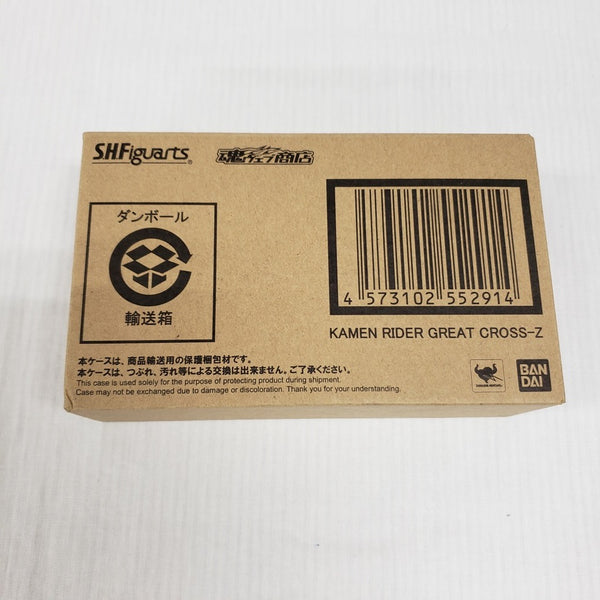 S.H.Figuarts®
魂ウェブ商店
ダンボール
輸送箱
4 573102 552914
KAMEN RIDER GREAT CROSS-Z
本ケースは、商品輸送用の保護梱包材です。
本ケースは、つぶれ、汚れ等による交換は出来ません。ご了承ください。
This case is used solely for the purpose of protecting product during shipment.
Case may not be exchanged due to damage or discoloration. Thank you for your understanding.
BAN
DAI